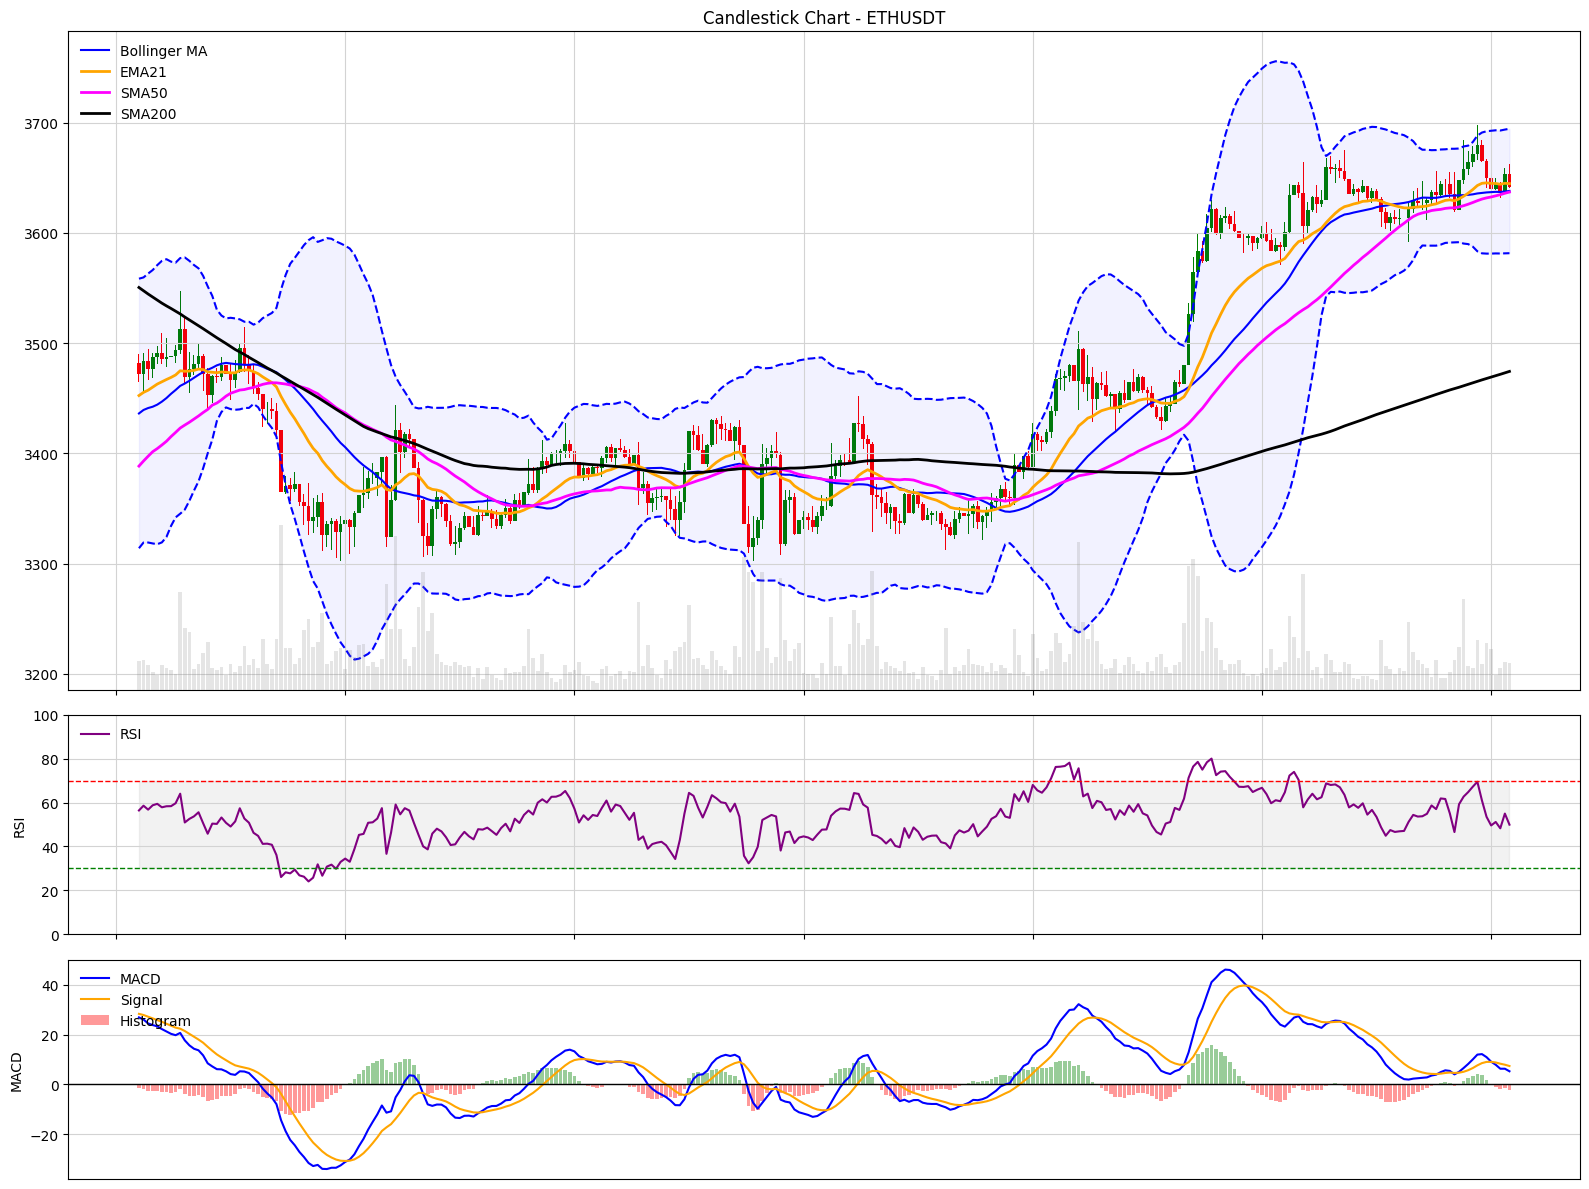 Candlestick Chart - ETHUSDT
Bollinger MA
EMA21
SMA50
SMA200
3700
3600
3500
3400
3300
3200
RSI
100
80
60
40
20
0
RSI
MACD
Signal
Histogram
40
20
0
−20
MACD